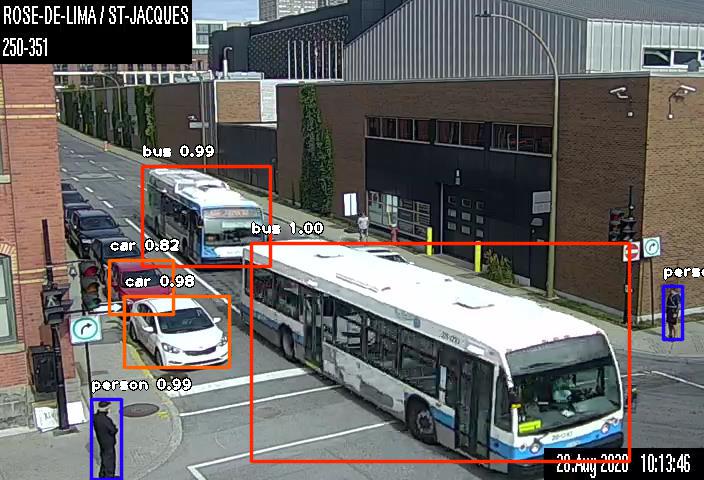 ROSE-DE-LIMA / ST-JACQUES
250-351
bus 0.99
bus 1.00
car 0.82
car 0.98
person 0.99
perso
28.Aug 2020 10:13:46